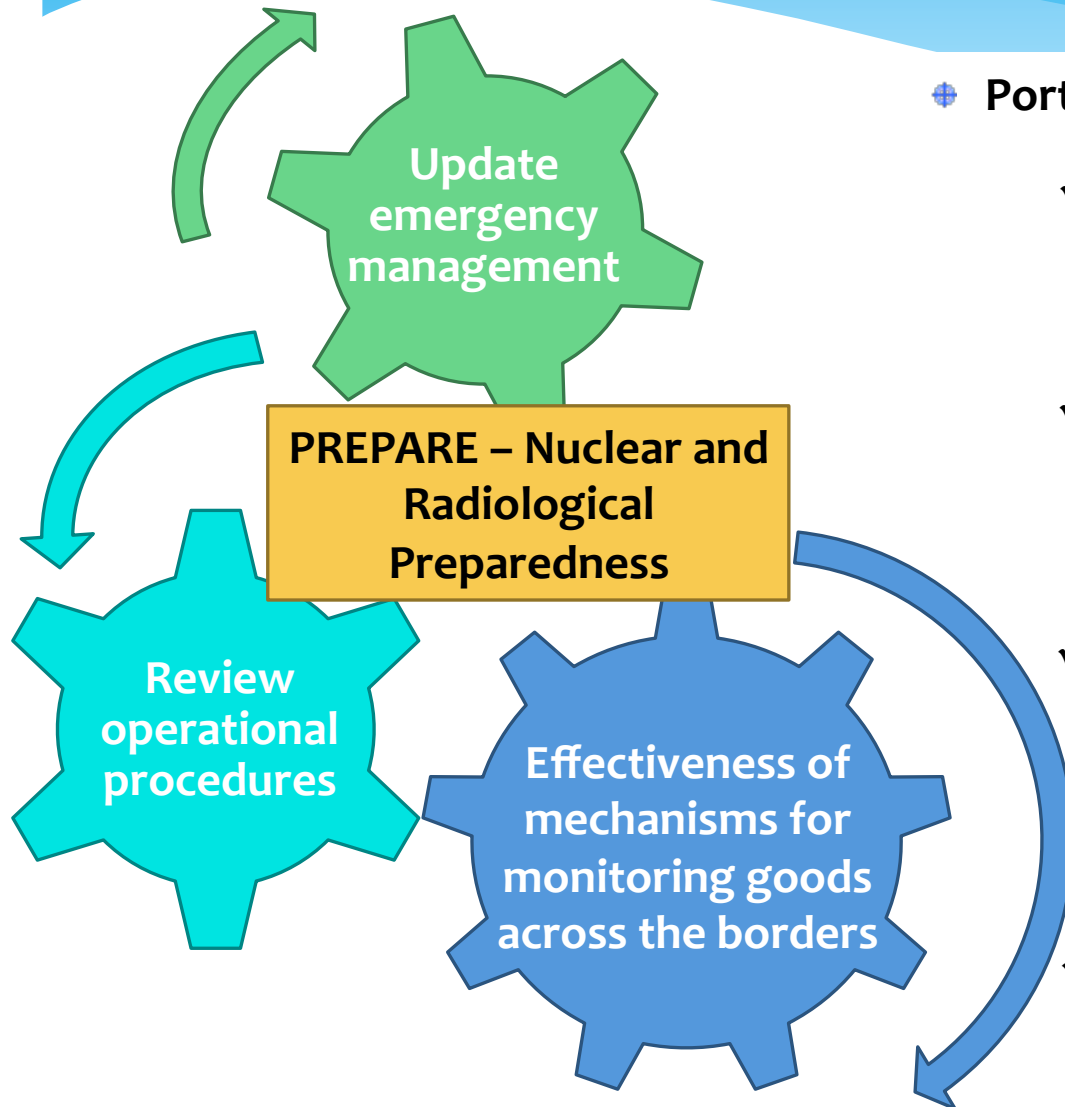 Port
Update
emergency
management
PREPARE – Nuclear and
Radiological
Preparedness
Review
operational
procedures
Effectiveness of
mechanisms for
monitoring goods
across the borders